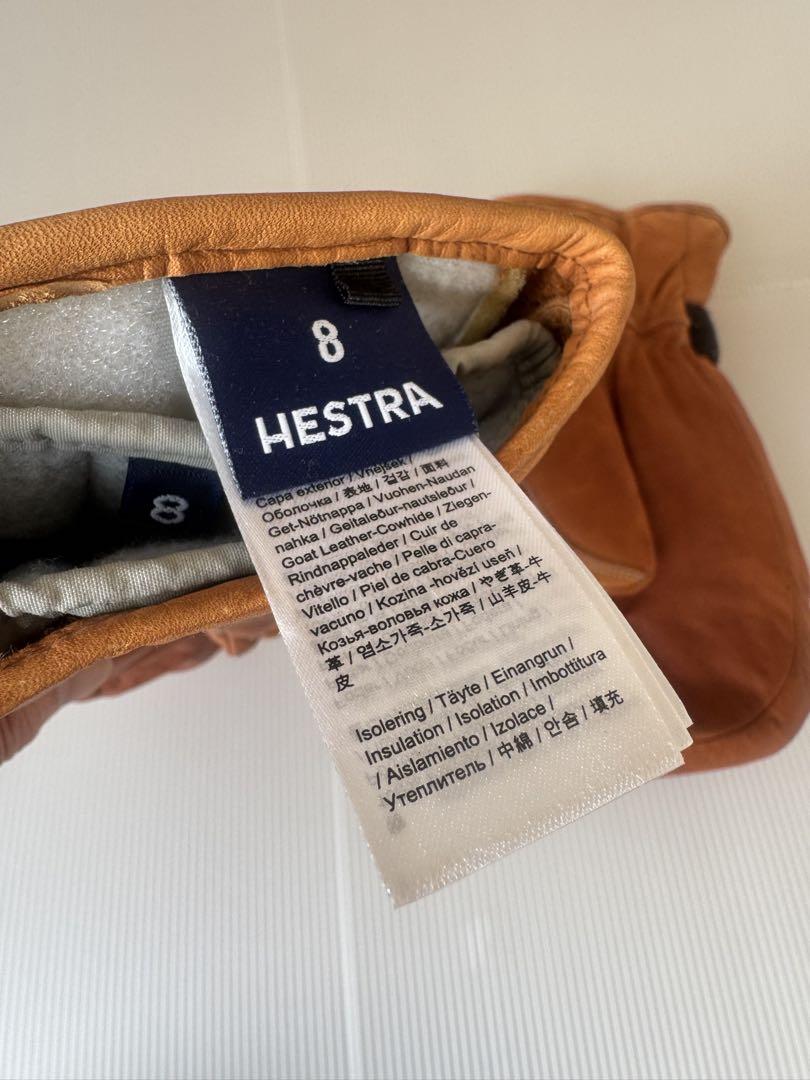 8
HESTRA
8
Capa exterior / Vnějšek /
Оболочка / 表地 / 겉감 / 面料
Get-Nötnappa / Vuohen-Naudan
nahka / Geitaleður-nautsleður /
Goat Leather-Cowhide / Ziegen-
Rindnappaleder / Cuir de
chèvre-vache / Pelle di capra-
Vitello / Piel de cabra-Cuero
vacuno / Kozina -hovězí useň /
Козья-воловья кожа / やぎ革-牛
革 / 염소가죽-소가죽 / 山羊皮-牛
皮
Isolering / Täyte / Einangrun /
Insulation / Isolation / Imbottitura
/ Aislamiento / Izolace /
Утеплитель / 中綿 / 안솜 / 填充